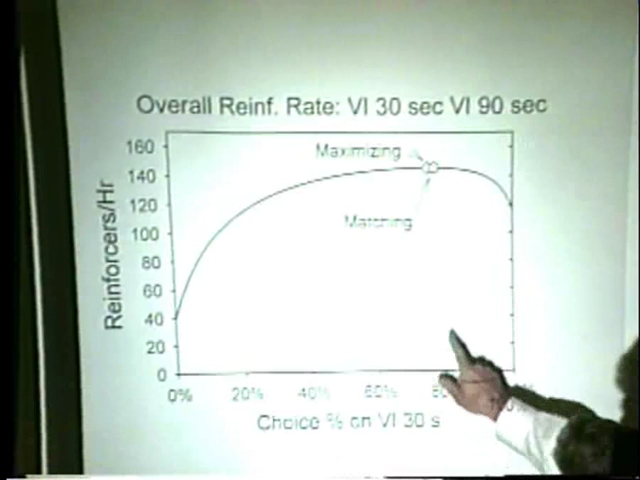 Overall Reinf. Rate: VI 30 sec VI 90 sec
160
140
120
100
80
60
40
20
0
Reinforcers/Hr
Maximizing
Matching
0%
20%
40%
60%
Choice % on VI 30 s